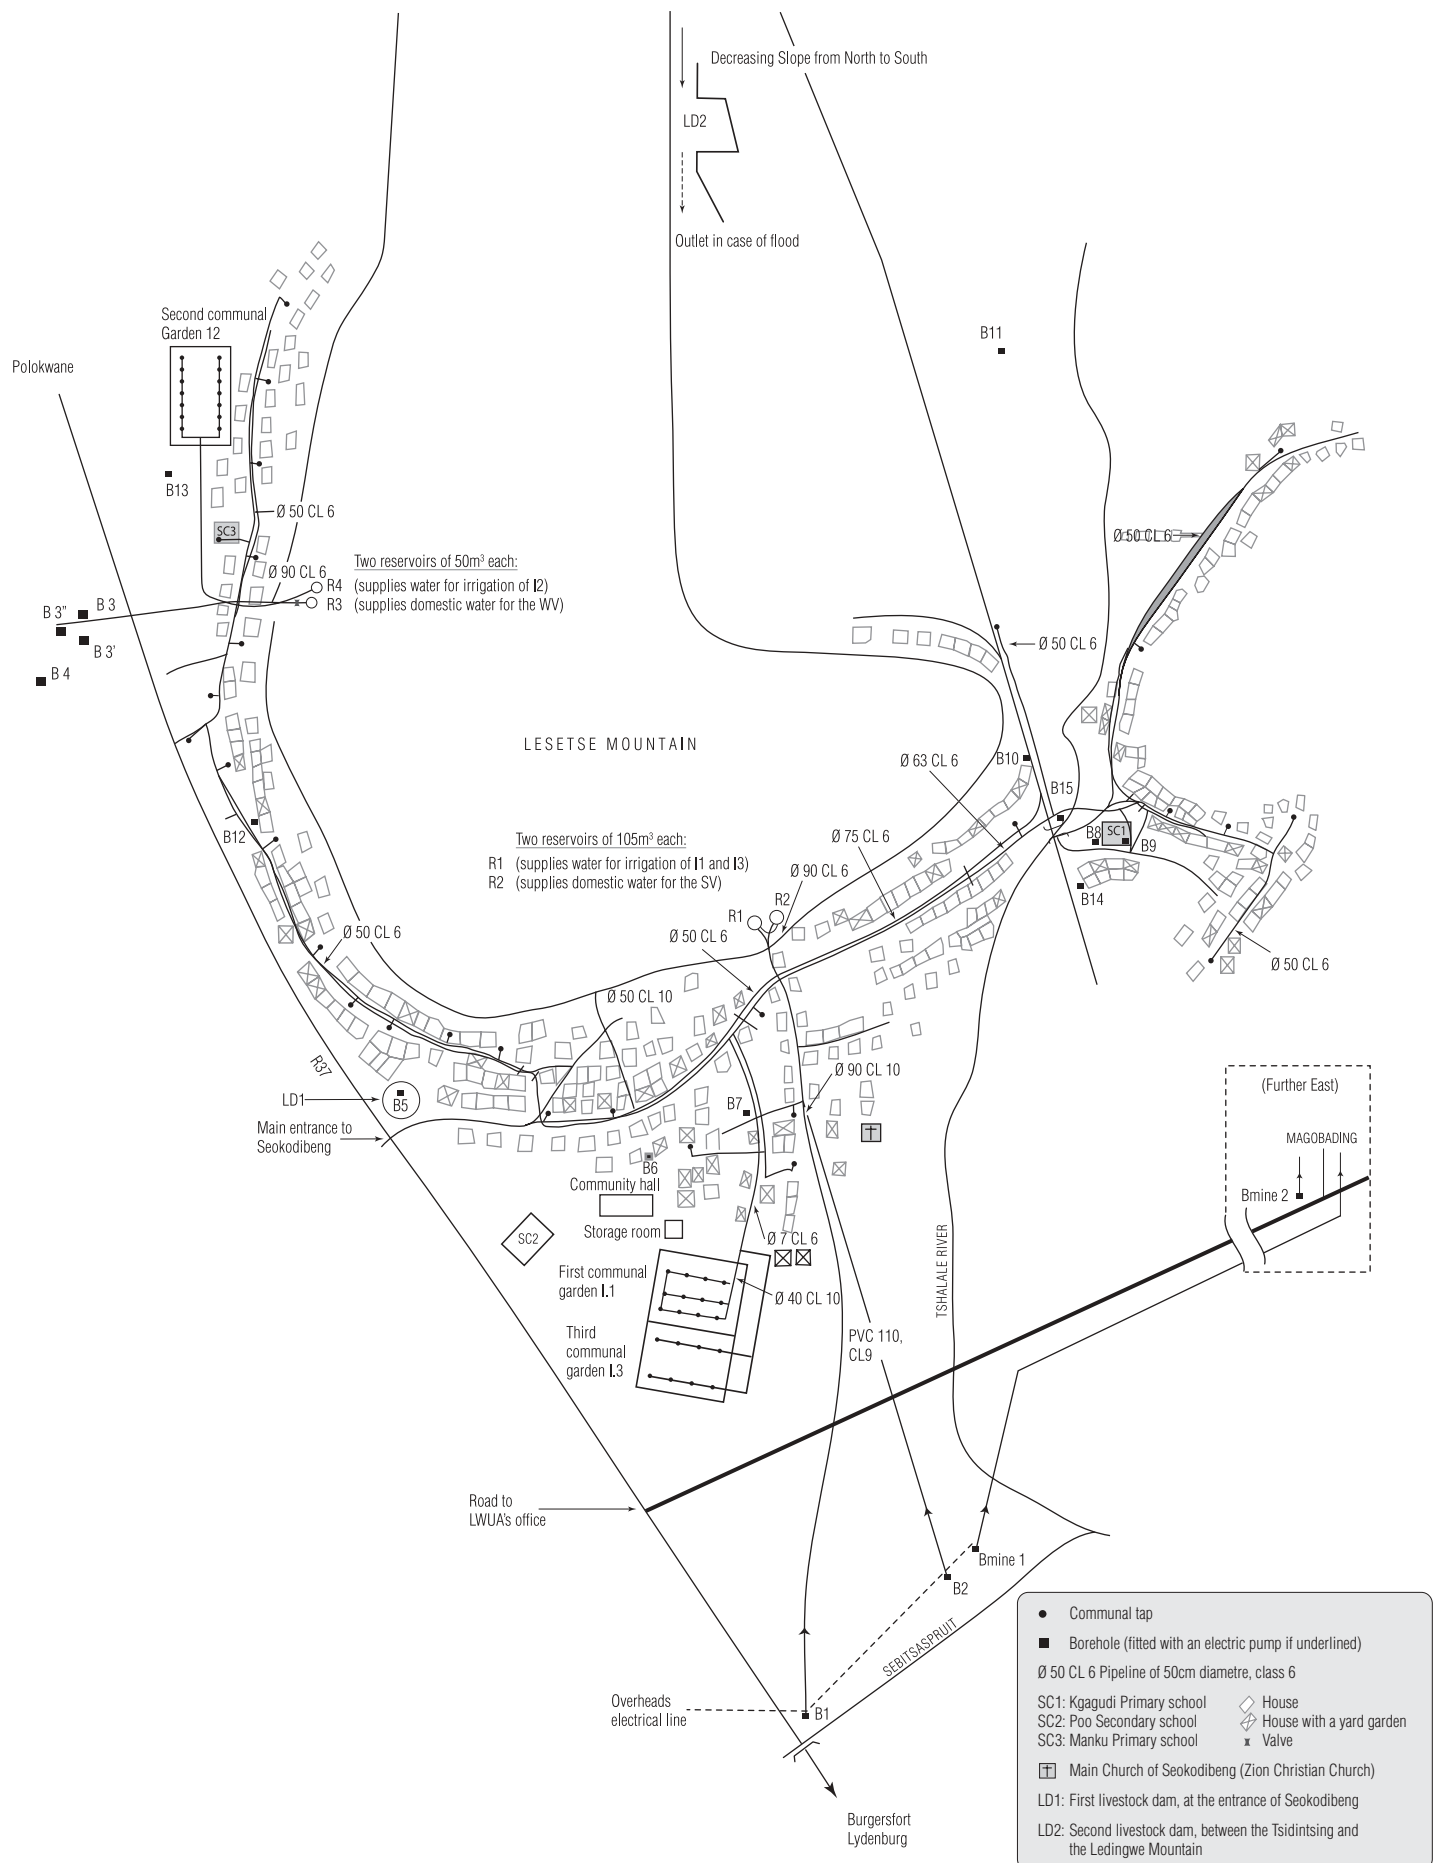 Decreasing Slope from North to South
LD2
Outlet in case of flood
Second communal
Garden 12
Polokwane
B11
B13
Ø 50 CL 6
SC3
Ø 50 CL 6
Ø 90 CL 6
Two reservoirs of 50m³ each:
R4 (supplies water for irrigation of I2)
R3 (supplies domestic water for the WV)
B 3"
B 3
B 3'
B 4
Ø 50 CL 6
LESETSE MOUNTAIN
B10
Ø 63 CL 6
B15
B12
Ø 75 CL 6
B8
SC1
B9
Two reservoirs of 105m³ each:
R1 (supplies water for irrigation of I1 and I3)
R2 (supplies domestic water for the SV)
Ø 90 CL 6
B14
R1
R2
Ø 50 CL 6
Ø 50 CL 6
Ø 50 CL 6
Ø 50 CL 10
R37
Ø 90 CL 10
(Further East)
LD1
B5
B7
Main entrance to
Seokodibeng
MAGOBADING
B6
Community hall
Bmine 2
Storage room
SC2
Ø 7 CL 6
First communal
garden I.1
Ø 40 CL 10
TSHALALE RIVER
Third
communal
garden I.3
PVC 110,
CL9
Road to
LWUA's office
Bmine 1
B2
SEBITSASPRUIT
Overheads
electrical line
B1
Burgersfort
Lydenburg
Communal tap
Borehole (fitted with an electric pump if underlined)
Ø 50 CL 6 Pipeline of 50cm diametre, class 6
SC1: Kgagudi Primary school
House
SC2: Poo Secondary school
House with a yard garden
SC3: Manku Primary school
Valve
Main Church of Seokodibeng (Zion Christian Church)
LD1: First livestock dam, at the entrance of Seokodibeng
LD2: Second livestock dam, between the Tsidintsing and
the Ledingwe Mountain